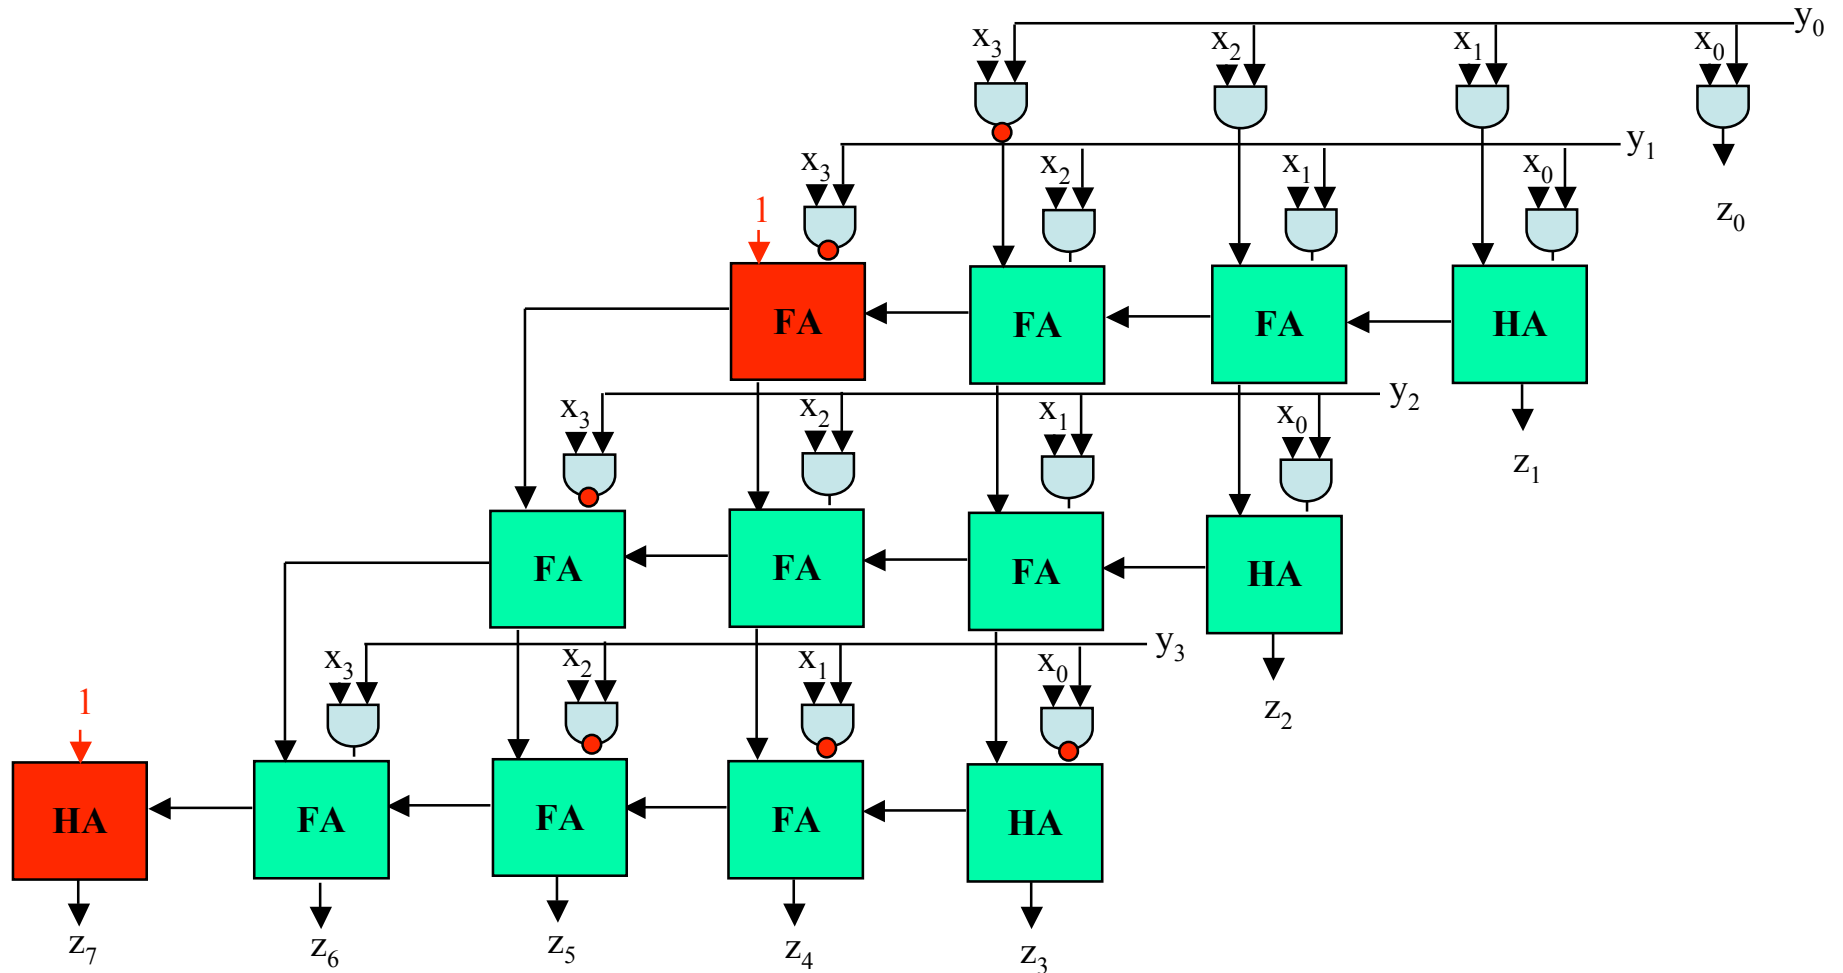 y₀
x₃ x₂ x₁ x₀
y₁
x₃ x₂ x₁ x₀
z₀
1
FA FA FA HA
y₂
x₃ x₂ x₁ x₀
z₁
FA FA FA HA
y₃
x₃ x₂ x₁ x₀
z₂
1
HA FA FA FA HA
z₇ z₆ z₅ z₄ z₃